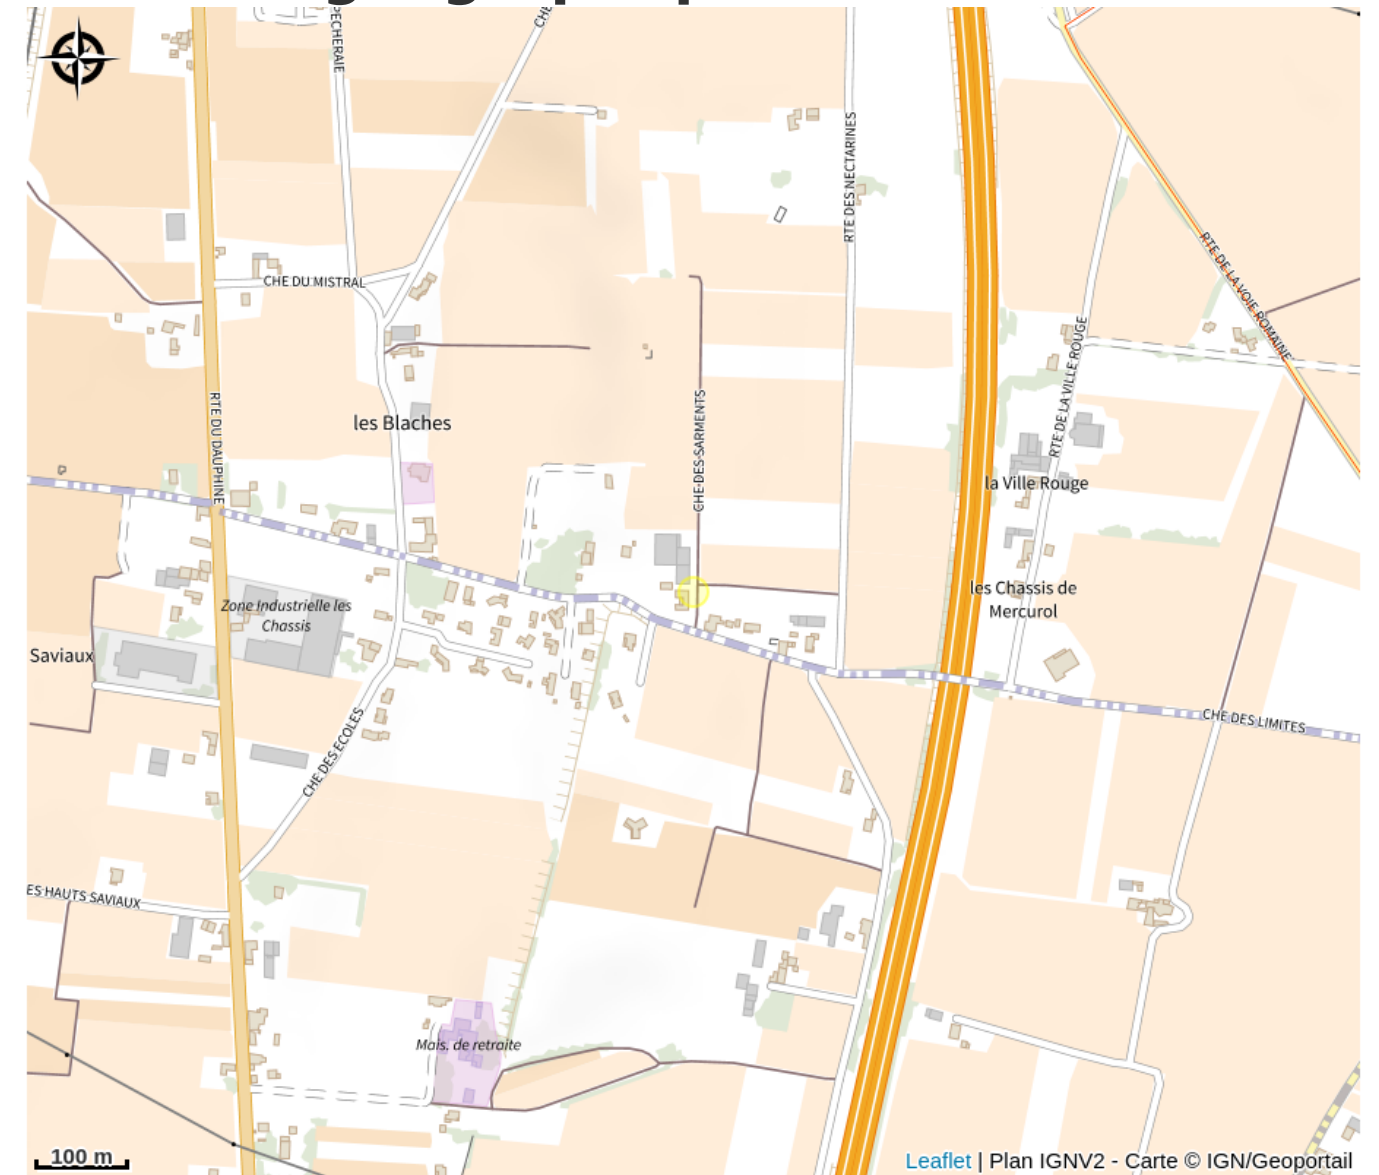 PECHERAIE
CHE
RTE DES NECTARINES
RTE DE LA VOIE ROMAINE
CHE DU MISTRAL
RTE DE LA VILLE ROUGE
RTE DU DAUPHINE
les Blaches
CHE DES SARMENTS
la Ville Rouge
les Chassis de
Mercurol
Zone Industrielle les
Chassis
Saviaux
CHE DES LIMITES
CHE DES ECOLES
ES HAUTS SAVIAUX
Mais. de retraite
100 m
Leaflet | Plan IGNV2 - Carte © IGN/Geoportail